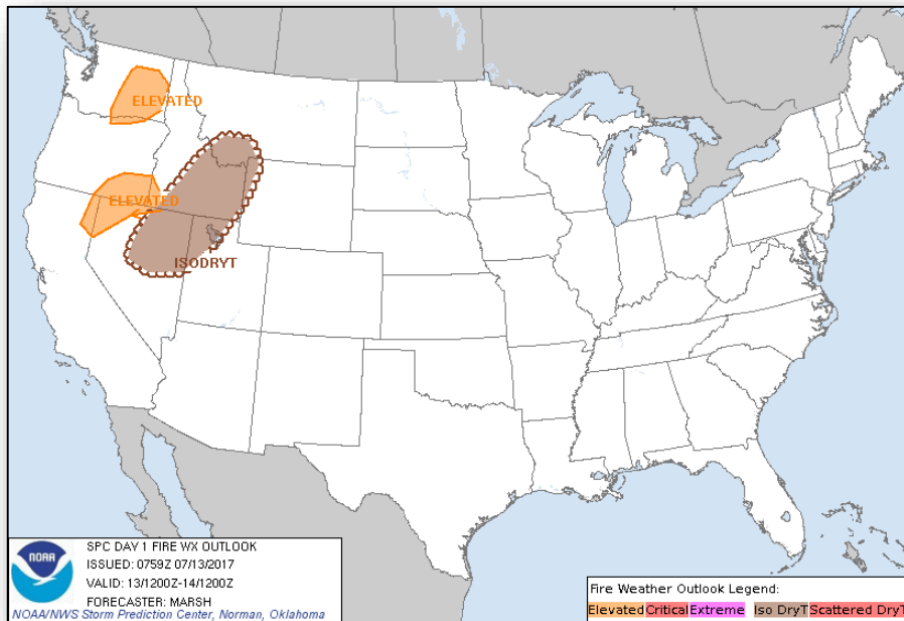 ELEVATED
ELEVATED
ISODRYT
NOAA
SPC DAY 1 FIRE WX OUTLOOK
ISSUED: 0759Z 07/13/2017
VALID: 13/1200Z-14/1200Z
FORECASTER: MARSH
NOAA/NWS Storm Prediction Center, Norman, Oklahoma
Fire Weather Outlook Legend:
Elevated Critical Extreme Iso DryT Scattered DryT